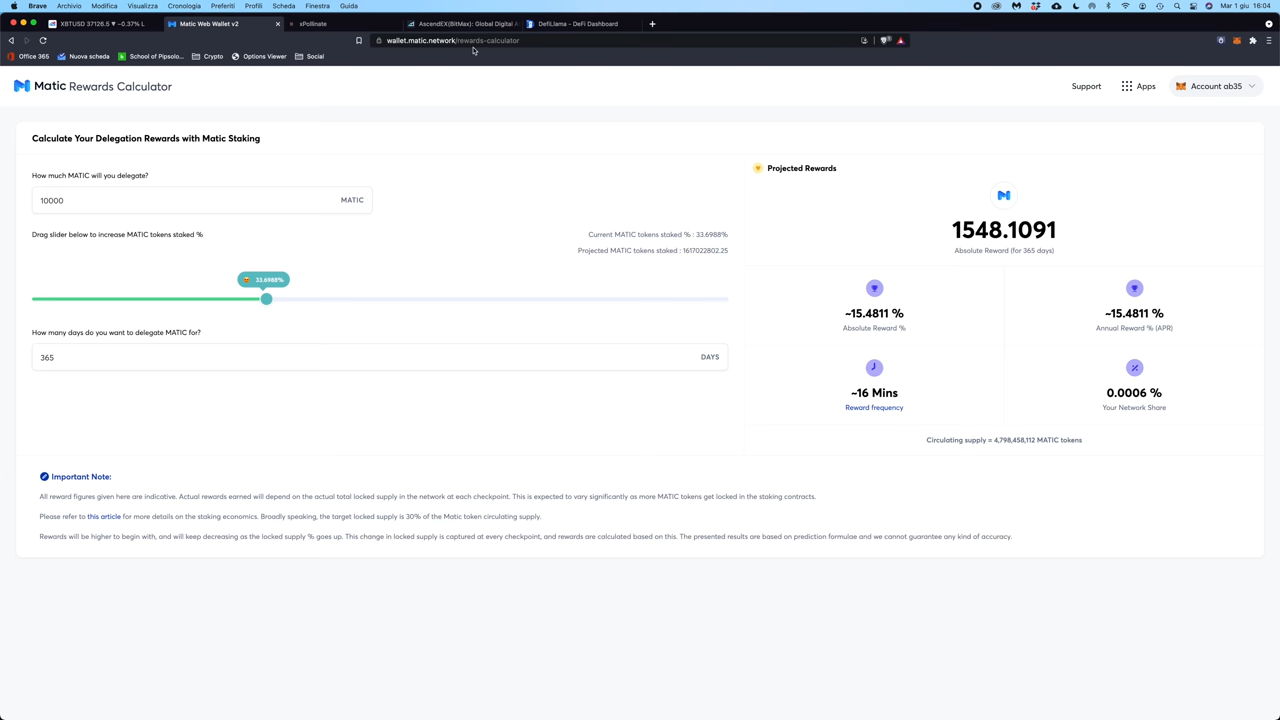 Brave Archivio Modifica Visualizza Cronologia Preferiti Profili Scheda Finestra Guida Mar 1 giu 16:04
XBTUSD 37126.5 ▼ −0.37% L Matic Web Wallet v2 xPollinate AscendEX(BitMax): Global Digital A DefiLlama - DeFi Dashboard
wallet.matic.network/rewards-calculator
Office 365 Nuova scheda School of Pipsolo... Crypto Options Viewer Social
Matic Rewards Calculator Support Apps Account ab35
Calculate Your Delegation Rewards with Matic Staking
How much MATIC will you delegate?
10000 MATIC
Drag slider below to increase MATIC tokens staked %
Current MATIC tokens staked % : 33.6988%
Projected MATIC tokens staked : 1617022802.25
33.6988%
How many days do you want to delegate MATIC for?
365 DAYS
Projected Rewards
1548.1091
Absolute Reward (for 365 days)
~15.4811 %
Absolute Reward %
~15.4811 %
Annual Reward % (APR)
~16 Mins
Reward frequency
0.0006 %
Your Network Share
Circulating supply = 4,798,458,112 MATIC tokens
Important Note:
All reward figures given here are indicative. Actual rewards earned will depend on the actual total locked supply in the network at each checkpoint. This is expected to vary significantly as more MATIC tokens get locked in the staking contracts.
Please refer to this article for more details on the staking economics. Broadly speaking, the target locked supply is 30% of the Matic token circulating supply.
Rewards will be higher to begin with, and will keep decreasing as the locked supply % goes up. This change in locked supply is captured at every checkpoint, and rewards are calculated based on this. The presented results are based on prediction formulae and we cannot guarantee any kind of accuracy.